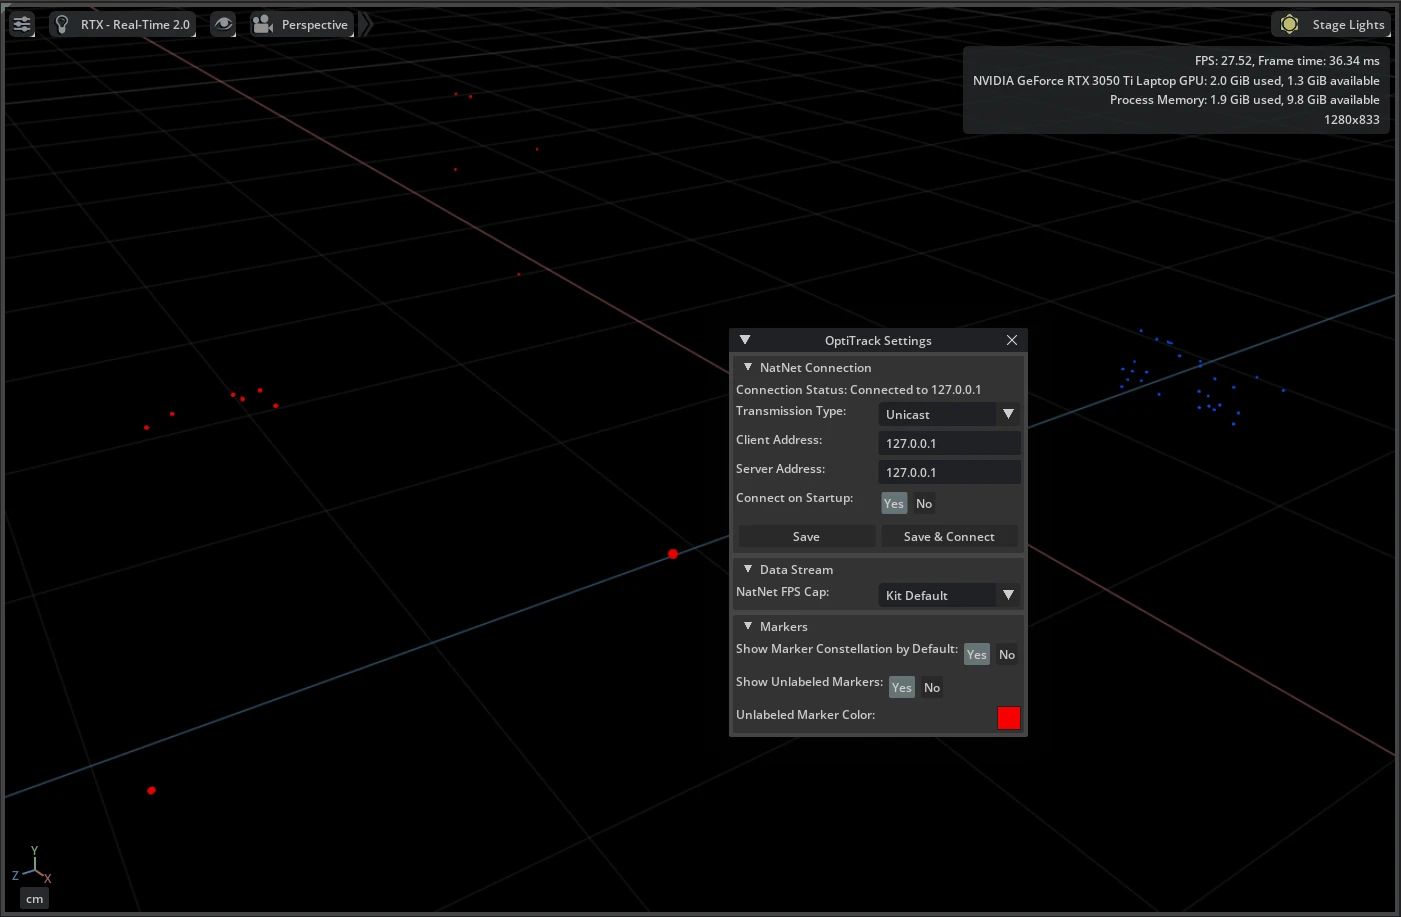 RTX - Real-Time 2.0
Perspective
Stage Lights
FPS: 27.52, Frame time: 36.34 ms
NVIDIA GeForce RTX 3050 Ti Laptop GPU: 2.0 GiB used, 1.3 GiB available
Process Memory: 1.9 GiB used, 9.8 GiB available
1280x833
OptiTrack Settings
NatNet Connection
Connection Status: Connected to 127.0.0.1
Transmission Type: Unicast
Client Address: 127.0.0.1
Server Address: 127.0.0.1
Connect on Startup: Yes No
Save Save & Connect
Data Stream
NatNet FPS Cap: Kit Default
Markers
Show Marker Constellation by Default: Yes No
Show Unlabeled Markers: Yes No
Unlabeled Marker Color:
Y
Z X
cm